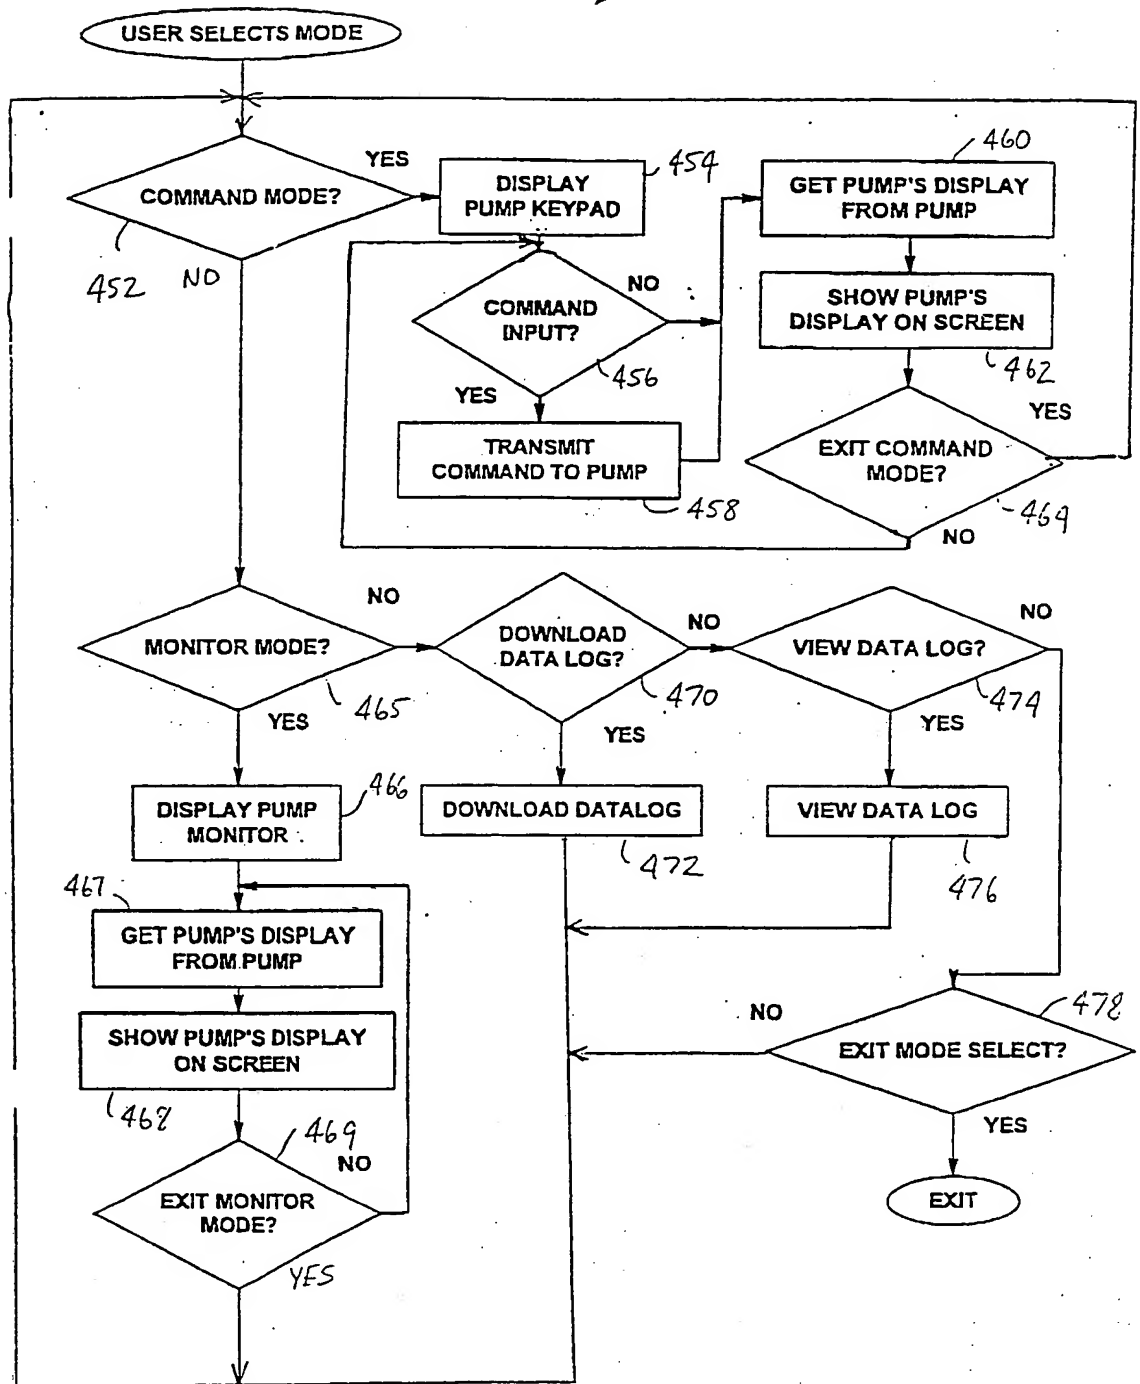 USER SELECTS MODE
COMMAND MODE?
YES
452
NO
DISPLAY
PUMP KEYPAD
454
COMMAND
INPUT?
NO
456
YES
TRANSMIT
COMMAND TO PUMP
458
460
GET PUMP'S DISPLAY
FROM PUMP
SHOW PUMP'S
DISPLAY ON SCREEN
462
YES
EXIT COMMAND
MODE?
464
NO
MONITOR MODE?
NO
465
YES
DOWNLOAD
DATA LOG?
NO
470
YES
VIEW DATA LOG?
NO
474
YES
DISPLAY PUMP
MONITOR
466
DOWNLOAD DATALOG
472
VIEW DATA LOG
476
467
GET PUMP'S DISPLAY
FROM PUMP
SHOW PUMP'S DISPLAY
ON SCREEN
468
469
NO
EXIT MONITOR
MODE?
YES
NO
478
EXIT MODE SELECT?
YES
EXIT